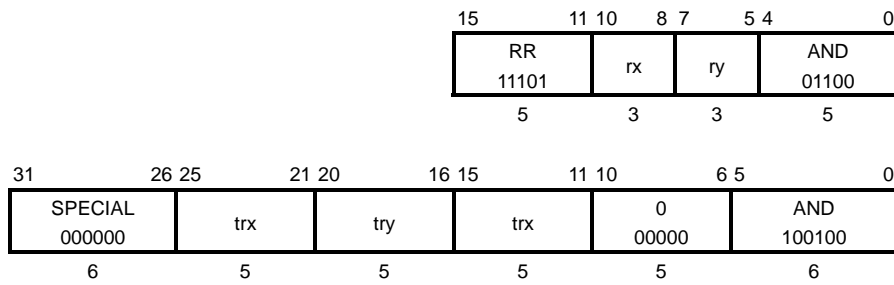 15 11 10 8 7 5 4 0
RR rx ry AND
11101 01100
5 3 3 5
31 26 25 21 20 16 15 11 10 6 5 0
SPECIAL trx try trx 0 AND
000000 00000 100100
6 5 5 5 5 6